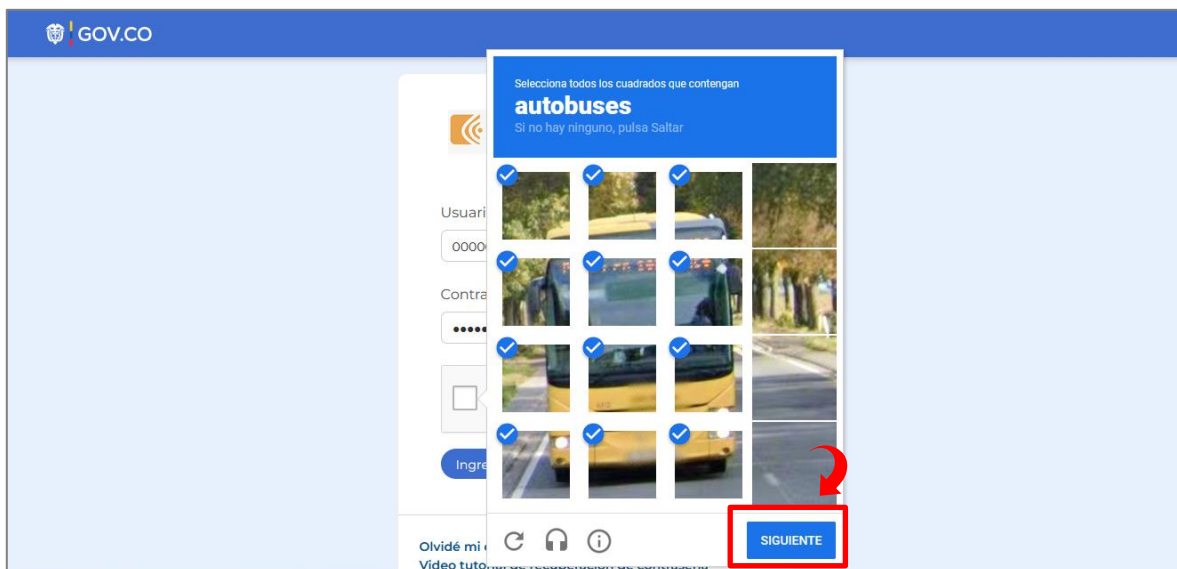 GOV.CO
Selecciona todos los cuadrados que contengan
autobuses
Si no hay ninguno, pulsa Saltar
Usuari
0000
Contra
Ingre
SIGUIENTE
Olvidé mi
Video tutorial de recuperación de contraseña